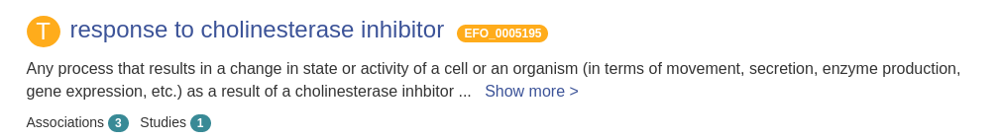 T response to cholinesterase inhibitor EFO_0005195
Any process that results in a change in state or activity of a cell or an organism (in terms of movement, secretion, enzyme production,
gene expression, etc.) as a result of a cholinesterase inhbitor ... Show more >
Associations 3 Studies 1